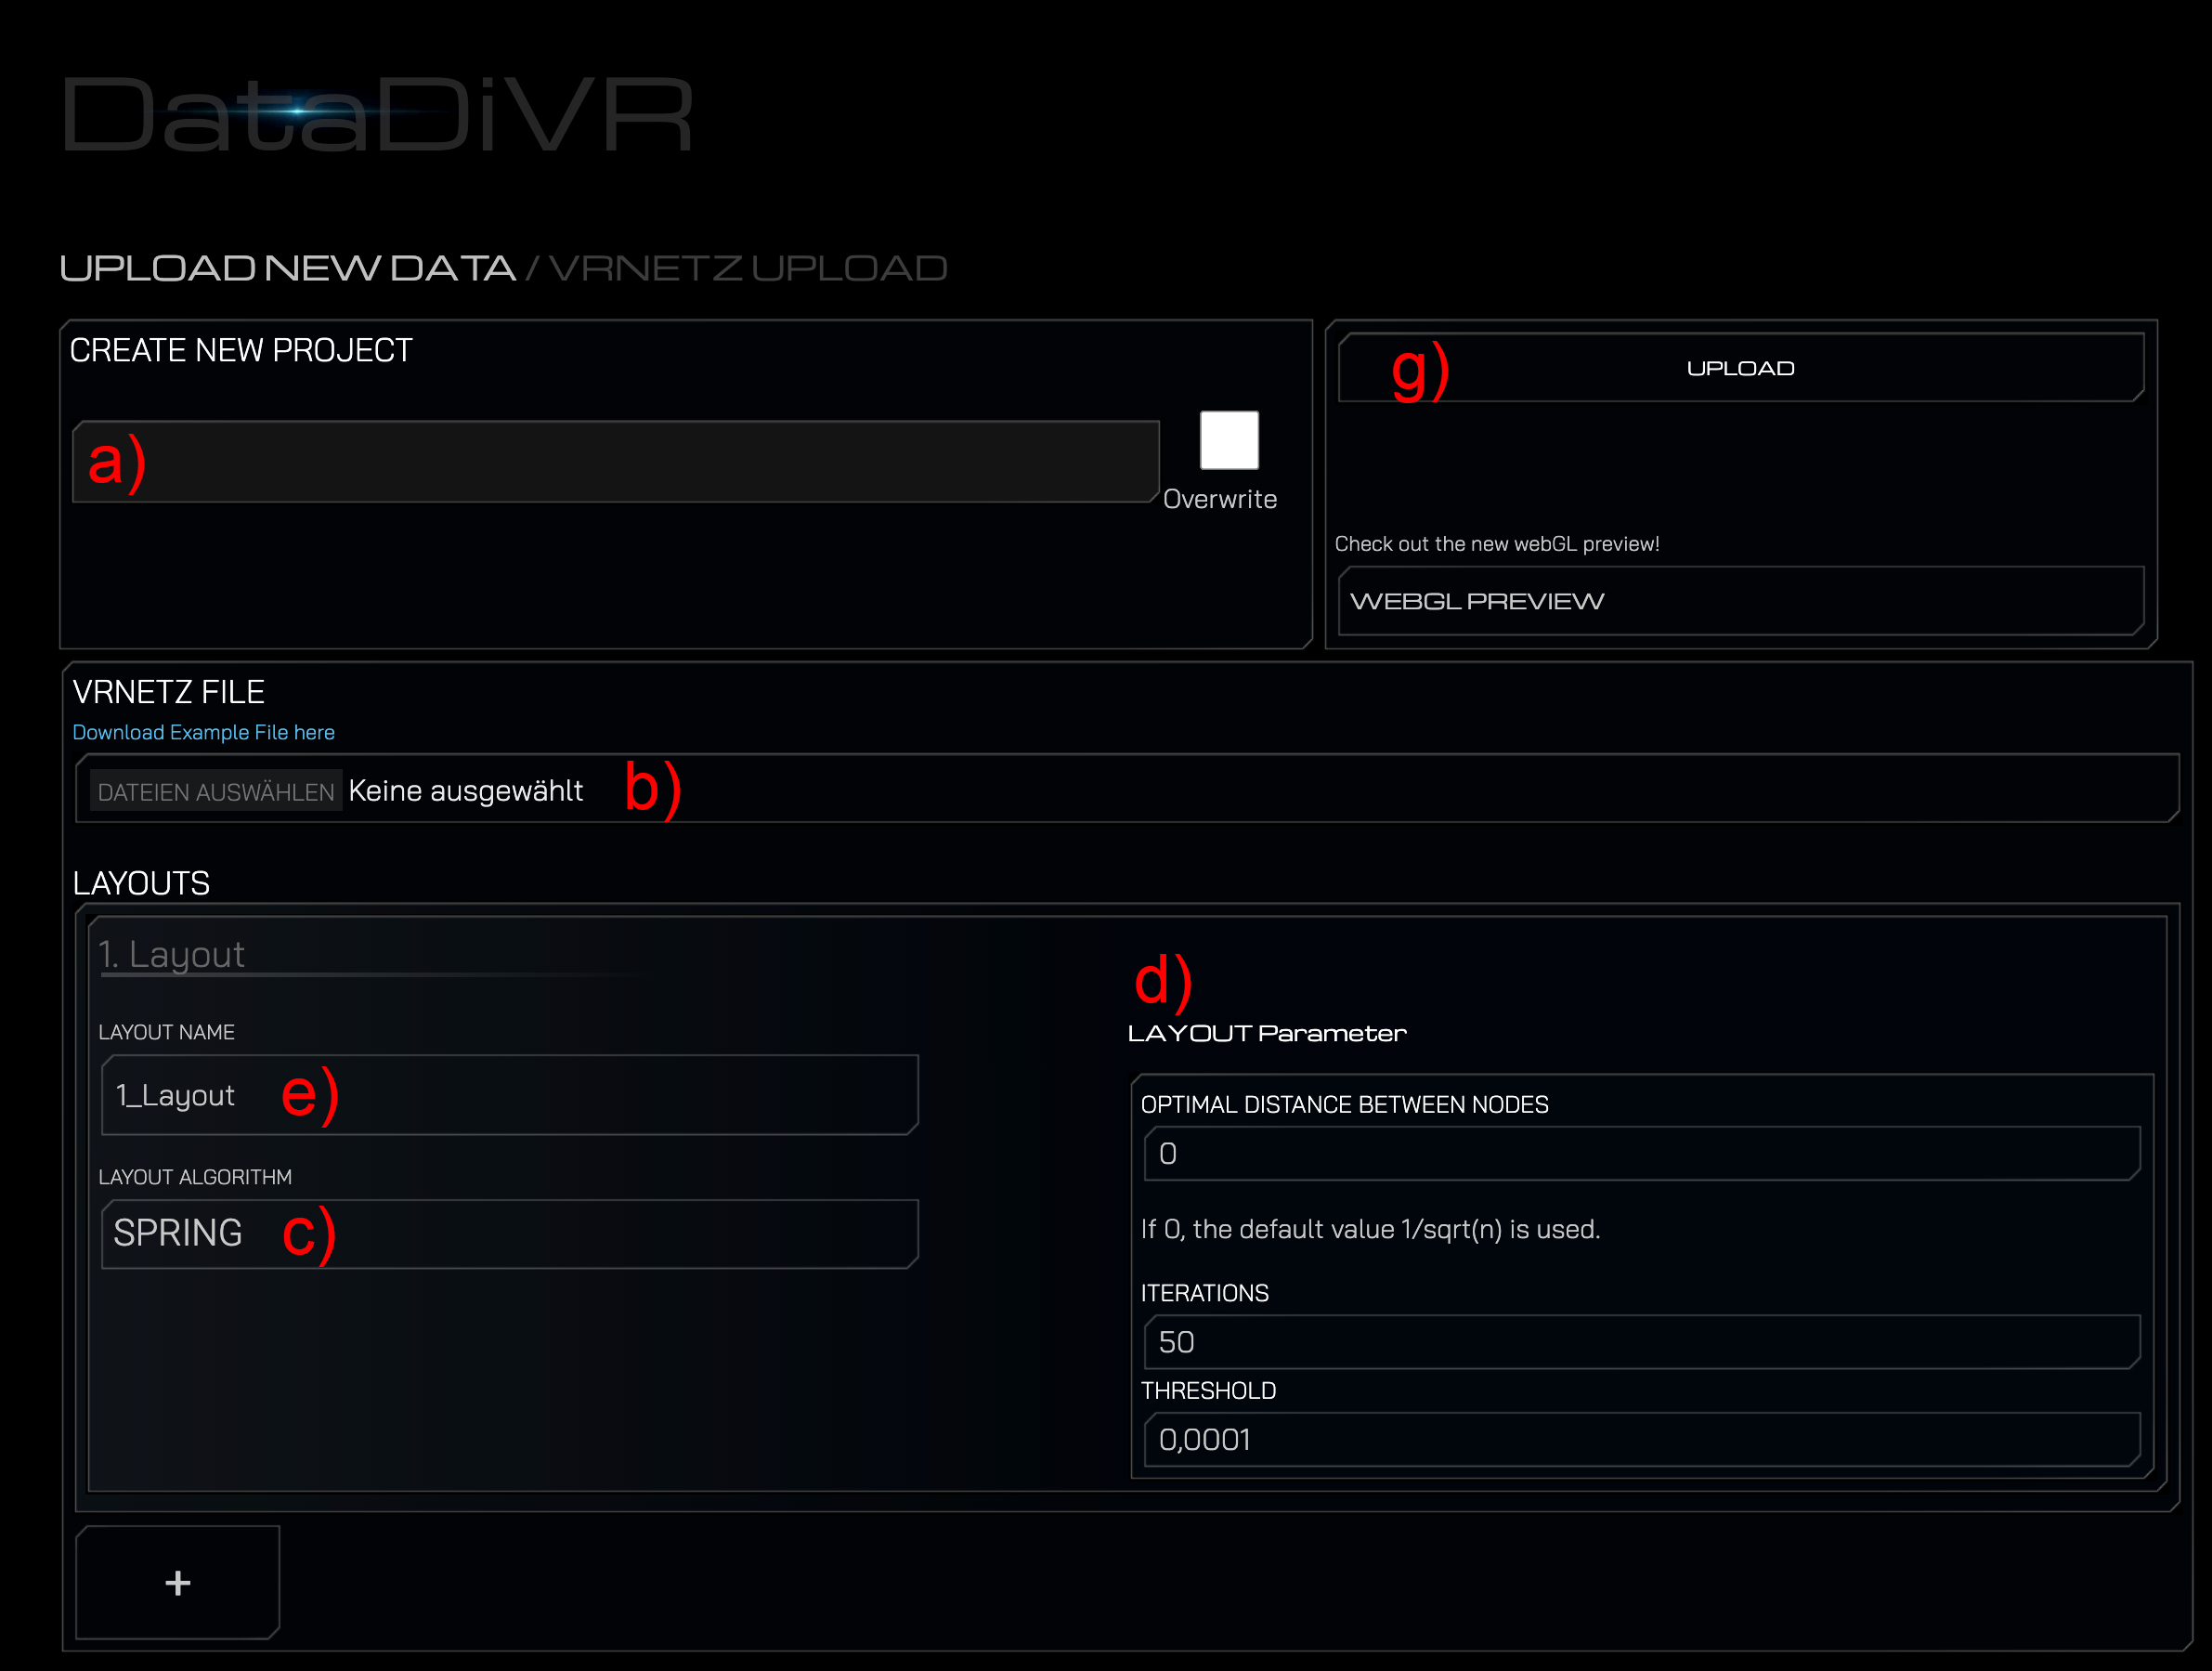 DataDiVR
UPLOAD NEW DATA / VRNETZ UPLOAD
CREATE NEW PROJECT
a)
Overwrite
g) UPLOAD
Check out the new webGL preview!
WEBGL PREVIEW
VRNETZ FILE
Download Example File here
DATEIEN AUSWÄHLEN Keine ausgewählt b)
LAYOUTS
1. Layout
LAYOUT NAME
1_Layout e)
LAYOUT ALGORITHM
SPRING c)
d)
LAYOUT Parameter
OPTIMAL DISTANCE BETWEEN NODES
0
If 0, the default value 1/sqrt(n) is used.
ITERATIONS
50
THRESHOLD
0,0001
+